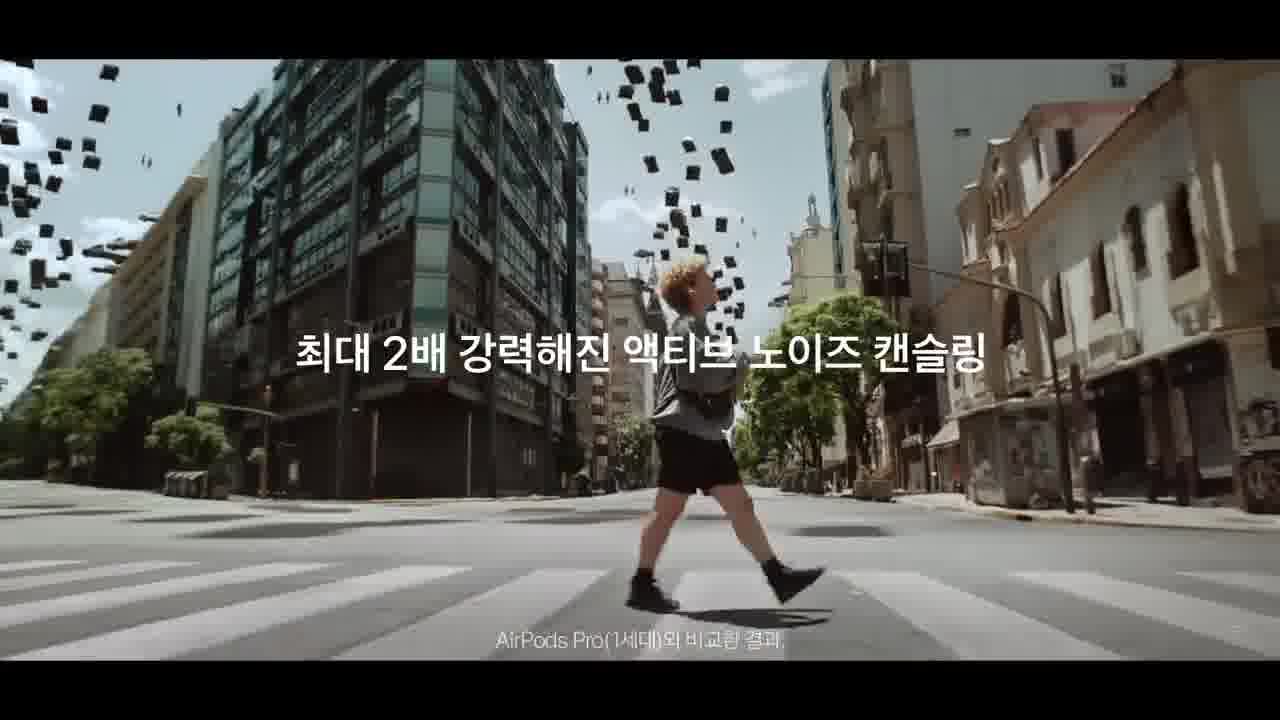 최대 2배 강력해진 액티브 노이즈 캔슬링
AirPods Pro(1세대)와 비교한 결과.